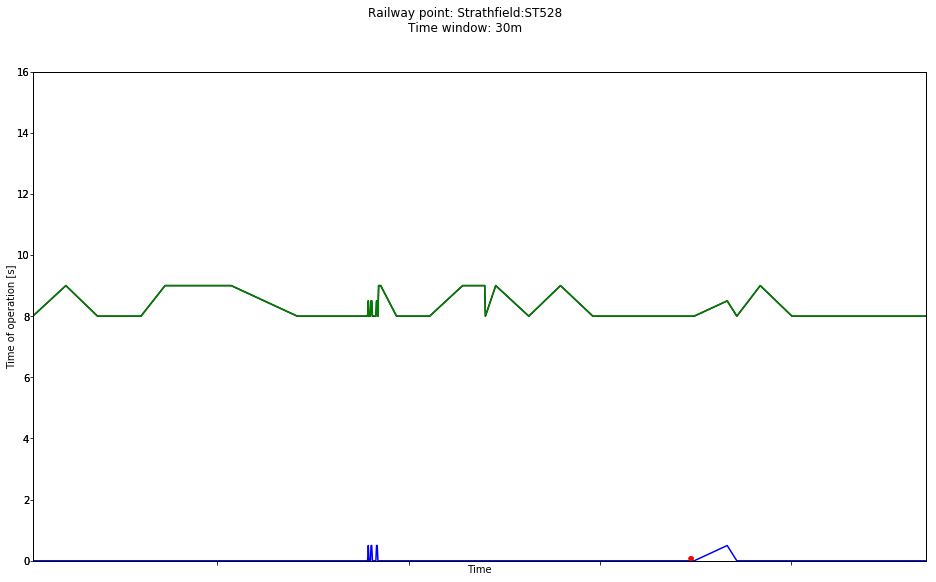 Railway point: Strathfield:ST528
Time window: 30m
16
14
12
10
8
6
4
2
0
Time of operation [s]
Time